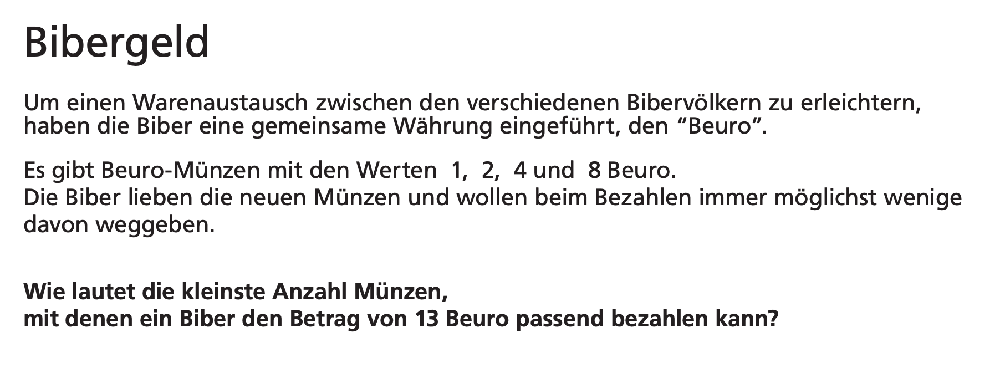 Bibergeld
Um einen Warenaustausch zwischen den verschiedenen Bibervölkern zu erleichtern,
haben die Biber eine gemeinsame Währung eingeführt, den “Beuro”.
Es gibt Beuro-Münzen mit den Werten 1, 2, 4 und 8 Beuro.
Die Biber lieben die neuen Münzen und wollen beim Bezahlen immer möglichst wenige
davon weggeben.
Wie lautet die kleinste Anzahl Münzen,
mit denen ein Biber den Betrag von 13 Beuro passend bezahlen kann?